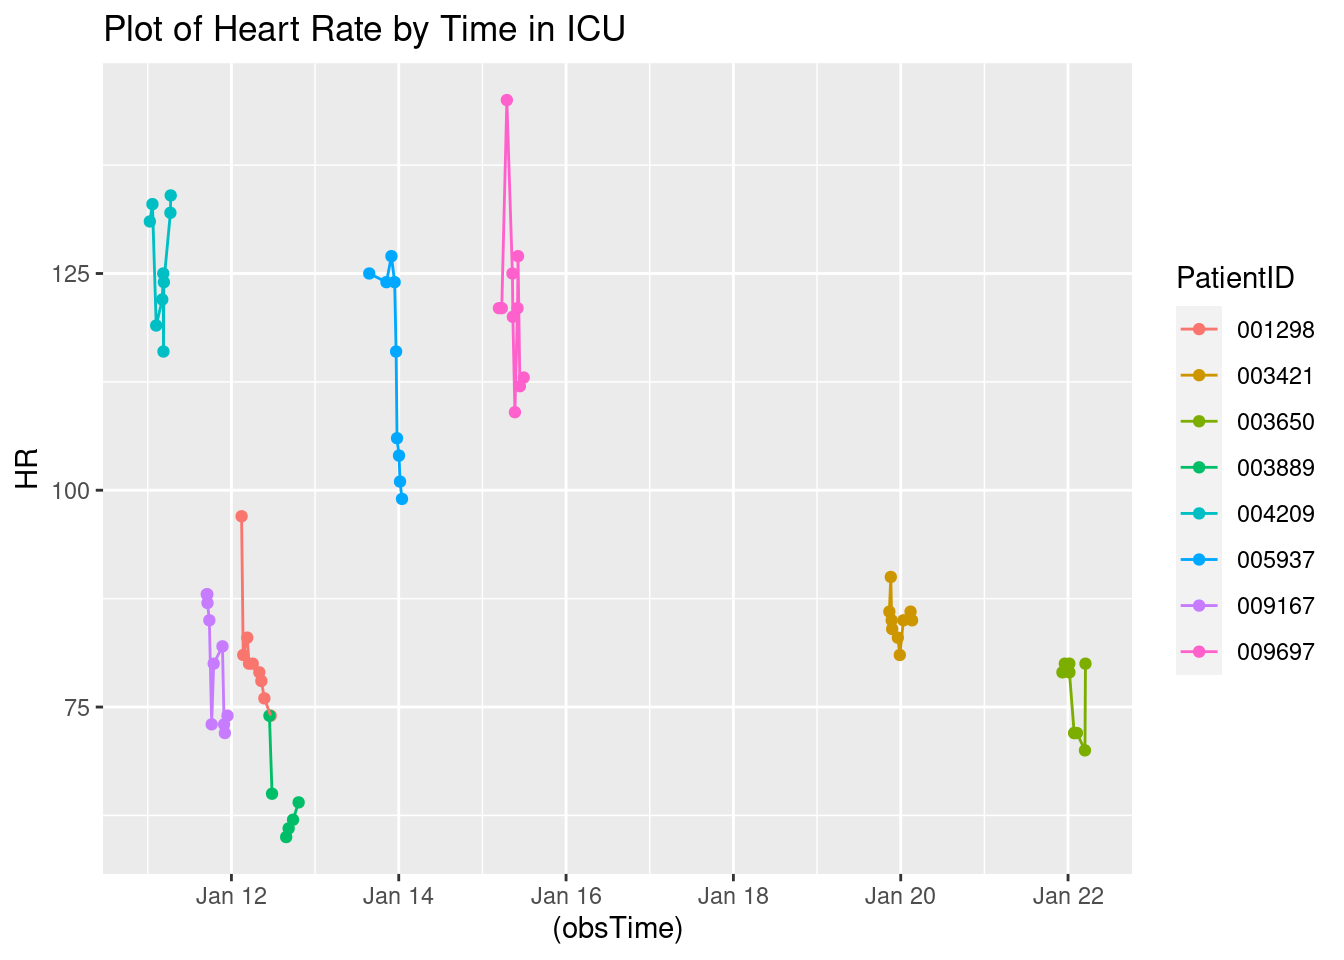 Plot of Heart Rate by Time in ICU
125
100
75
HR
Jan 12
Jan 14
Jan 16
Jan 18
Jan 20
Jan 22
(obsTime)
PatientID
001298
003421
003650
003889
004209
005937
009167
009697